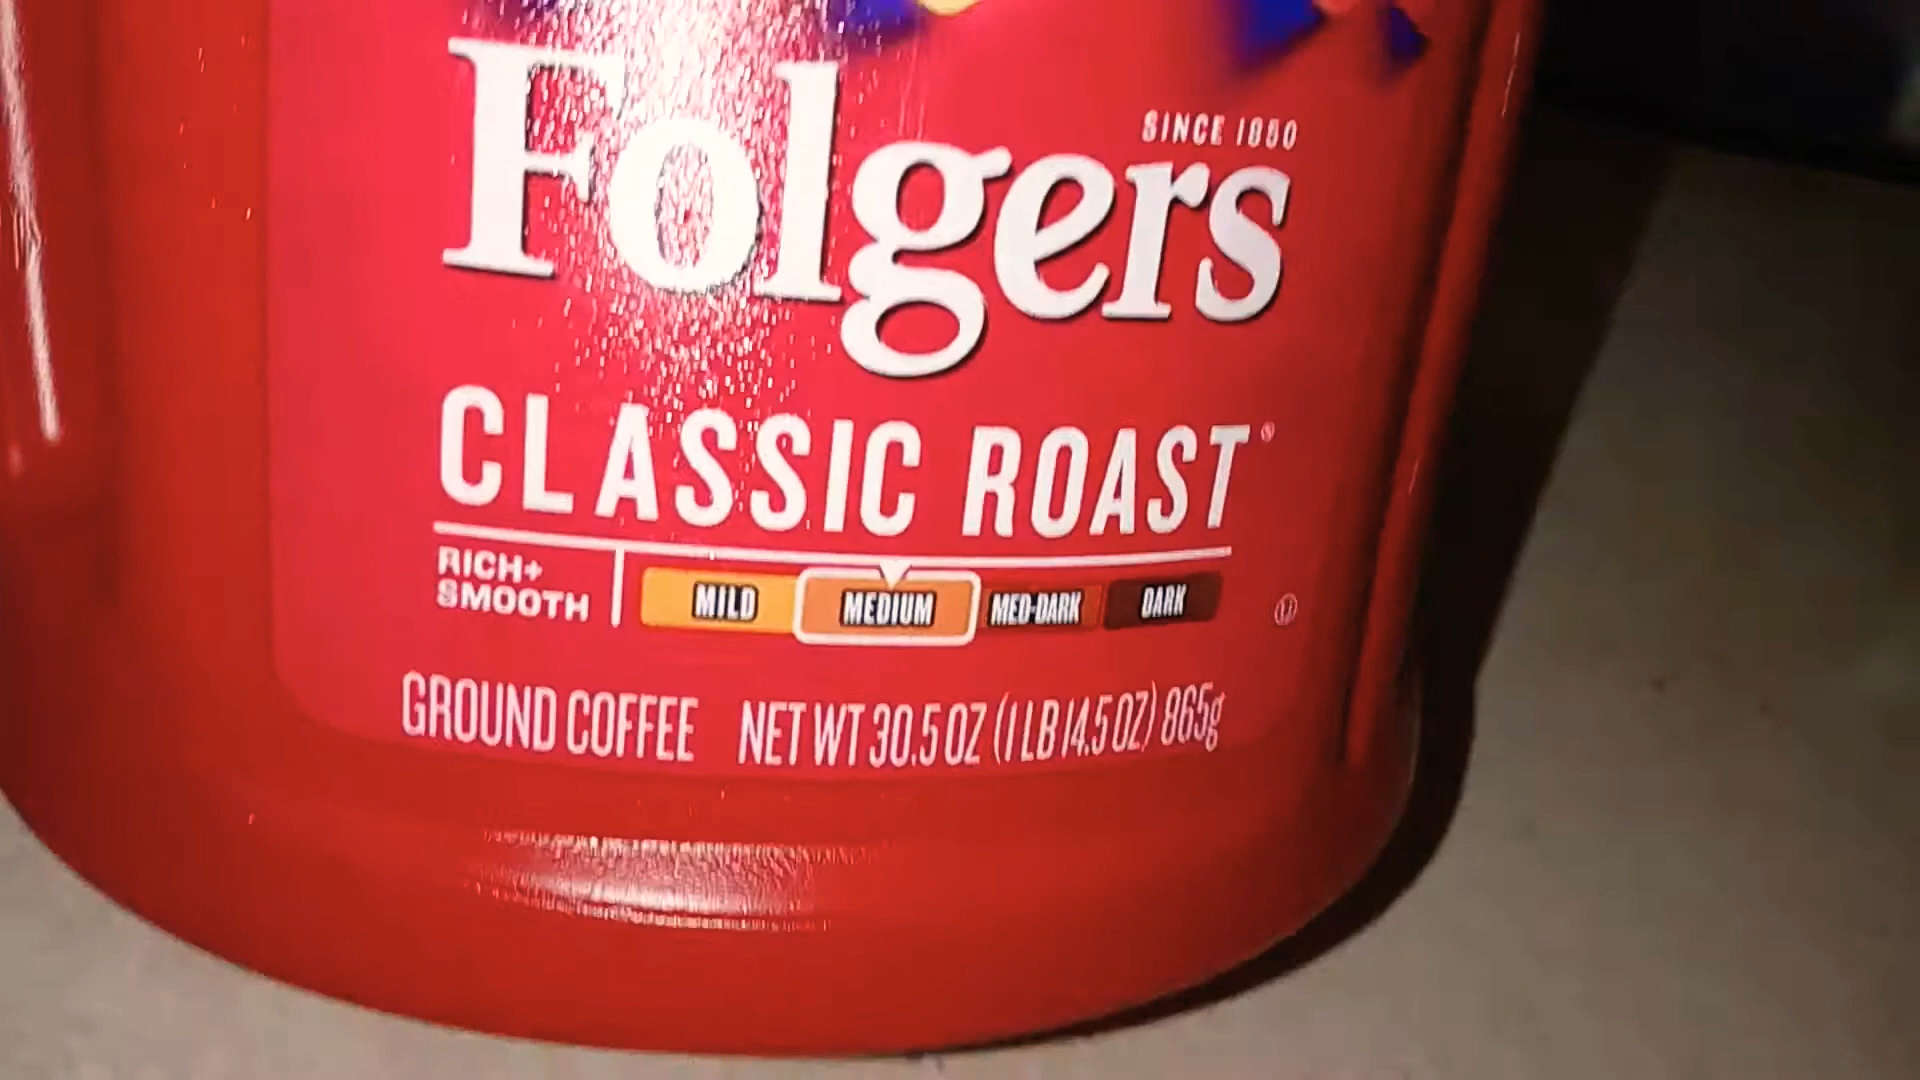 SINCE 1850
Folgers
CLASSIC ROAST®
RICH+
SMOOTH
MILD MEDIUM MED-DARK DARK
GROUND COFFEE NET WT 30.5 OZ (1 LB 14.5 OZ) 865g